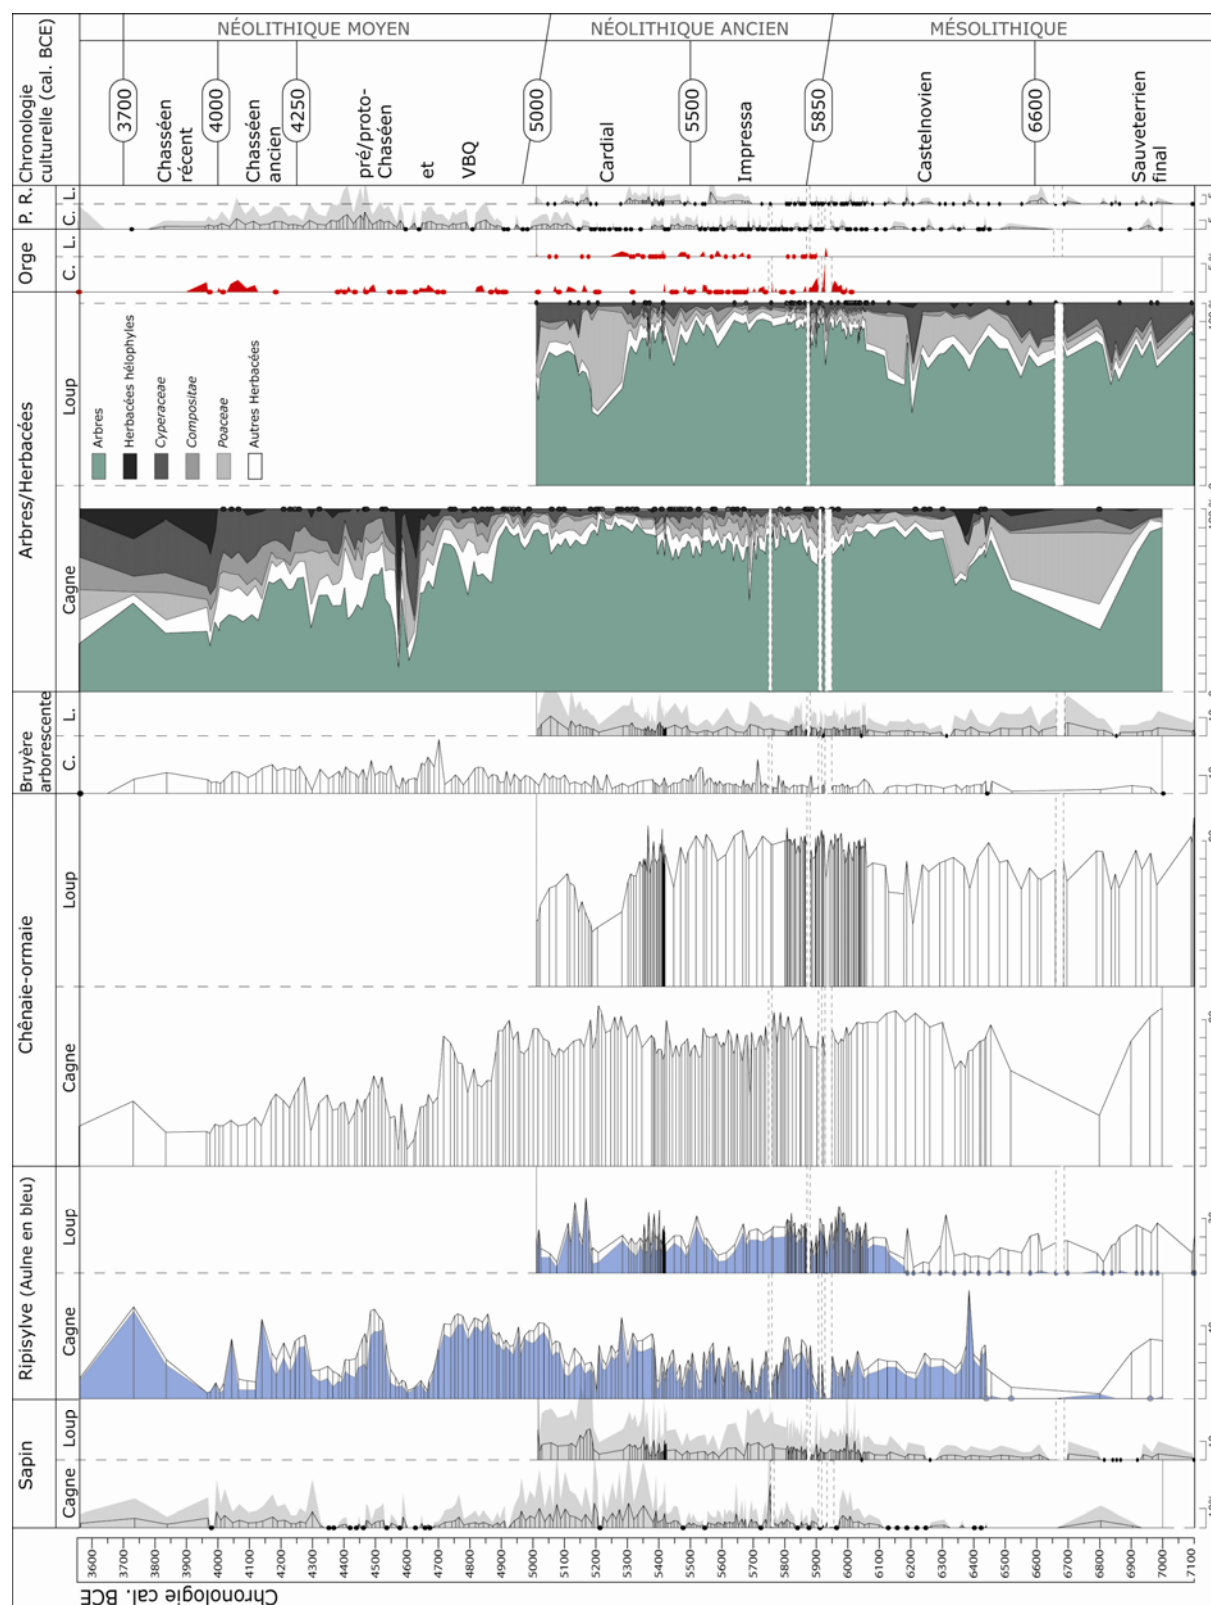 NÉOLITHIQUE MOYEN
NÉOLITHIQUE ANCIEN
MÉSOLITHIQUE
Chronologie
culturelle (cal. BCE)
3700
4000
4250
5000
5500
5850
6600
Chasséen
récent
Chasséen
ancien
pré/proto-
Chaséen
et
VBQ
Cardial
Impressa
Castelnovien
Sauveterrien
final
P. R.
C.
L.
Orge
C.
L.
Arbres/Herbacées
Cagne
Loup
Arbres
Herbacées hélophyles
Cyperaceae
Compositae
Poaceae
Autres Herbacées
Bruyère
arborescente
C.
L.
Chênaie-ormaie
Cagne
Loup
Ripisylve (Aulne en bleu)
Cagne
Loup
Sapin
Cagne
Loup
Chronologie cal. BCE
3600
3700
3800
3900
4000
4100
4200
4300
4400
4500
4600
4700
4800
4900
5000
5100
5200
5300
5400
5500
5600
5700
5800
5900
6000
6100
6200
6300
6400
6500
6600
6700
6800
6900
7000
7100